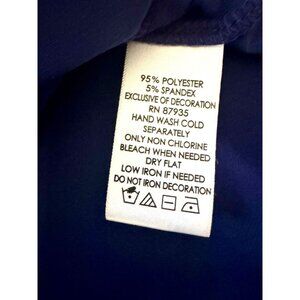 95% POLYESTER
5% SPANDEX
EXCLUSIVE OF DECORATION
RN 87935
HAND WASH COLD
SEPARATELY
ONLY NON CHLORINE
BLEACH WHEN NEEDED
DRY FLAT
LOW IRON IF NEEDED
DO NOT IRON DECORATION